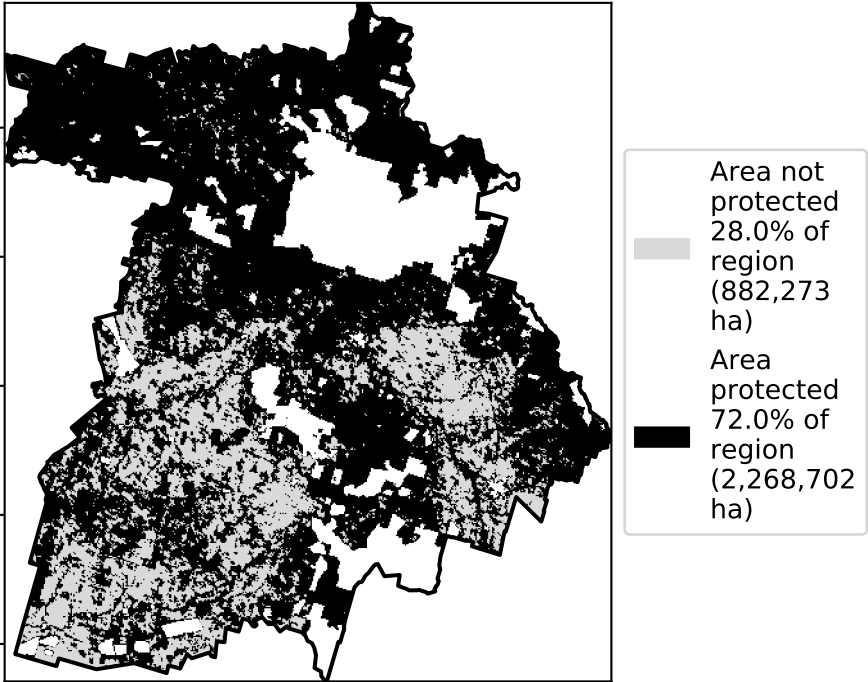 Area not
protected
28.0% of
region
(882,273
ha)
Area
protected
72.0% of
region
(2,268,702
ha)